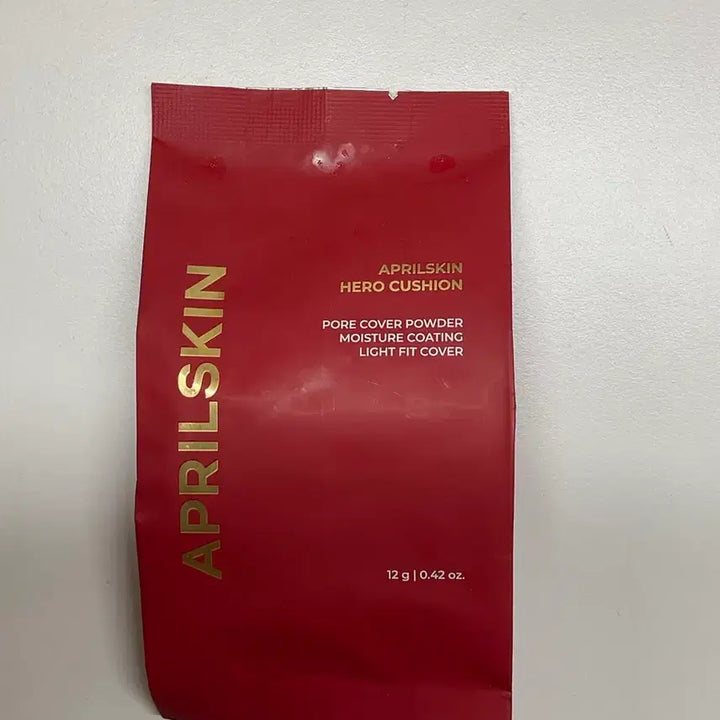 APRILSKIN
APRILSKIN
HERO CUSHION
PORE COVER POWDER
MOISTURE COATING
LIGHT FIT COVER
12 g | 0.42 oz.